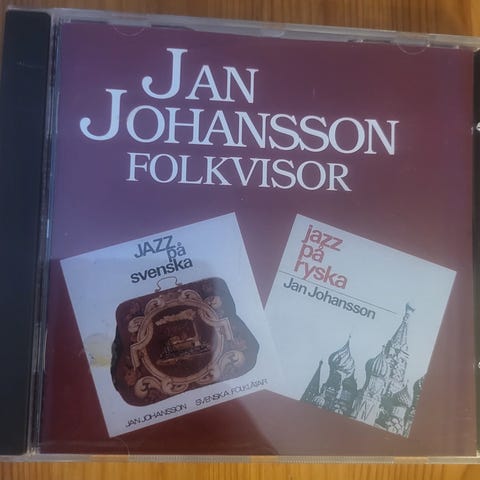 JAN
JOHANSSON
FOLKVISOR
JAZZ
på
svenska
JAN JOHANSSON SVENSKA FOLKLÅTAR
jazz
på
ryska
Jan Johansson